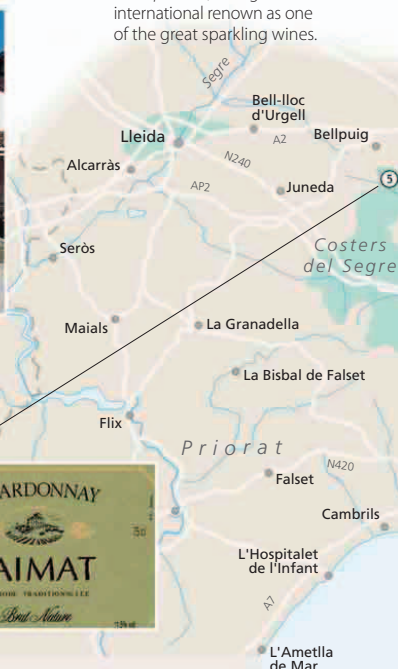 international renown as one
of the great sparkling wines.
Segre
Bell-lloc
d'Urgell
Lleida
A2
Bellpuig
N240
Alcarràs
AP2
Juneda
5
Costers
del Segre
Seròs
Maials
La Granadella
La Bisbal de Falset
Flix
Priorat
N420
Falset
Cambrils
L'Hospitalet
de l'Infant
A7
L'Ametlla
de Mar
ARDONNAY
AIMAT
Brut Nature